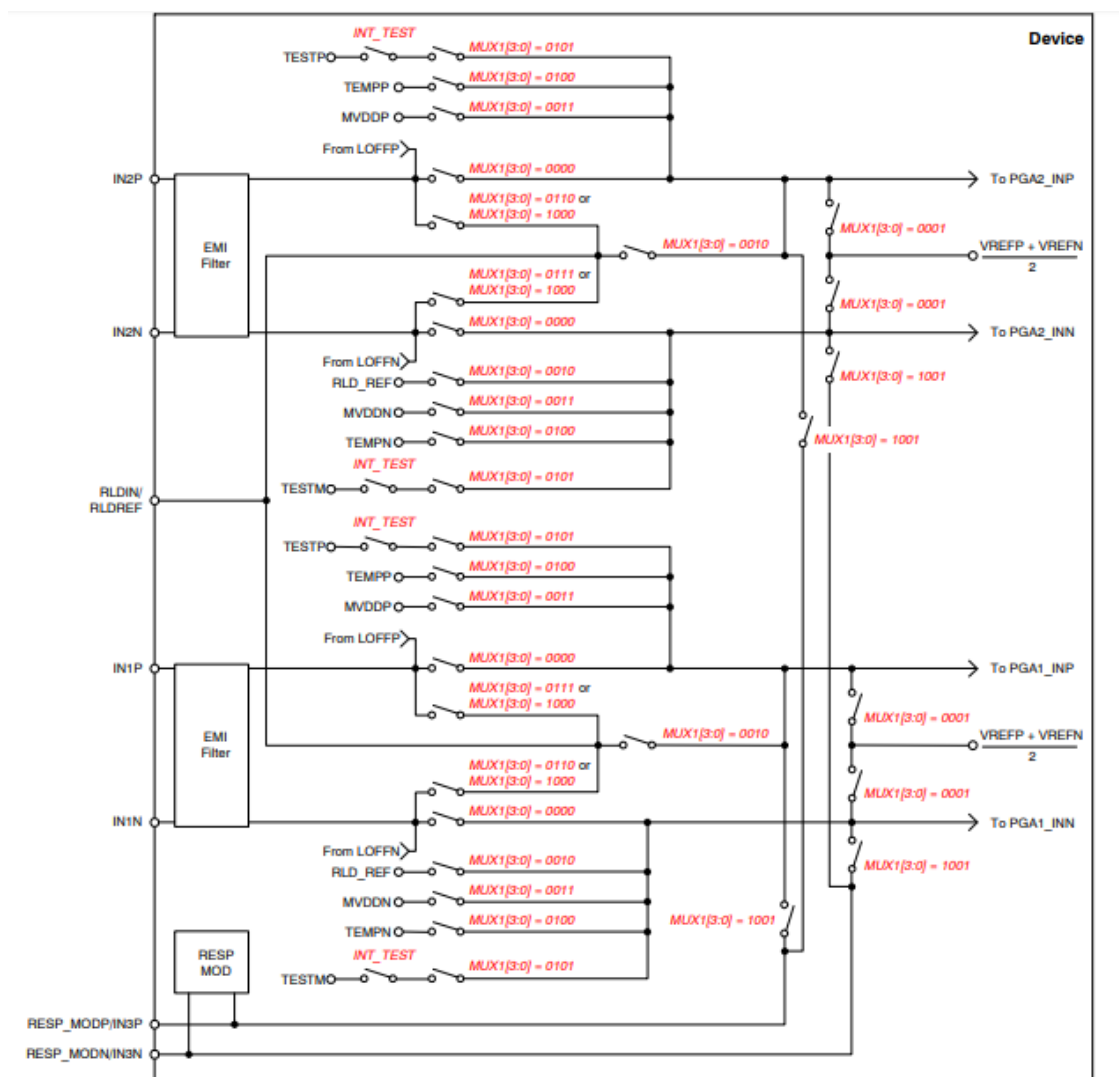 Device
INT_TEST
TESTP
MUX1[3:0] = 0101
TEMPP
MUX1[3:0] = 0100
MVDDP
MUX1[3:0] = 0011
From LOFFP
IN2P
MUX1[3:0] = 0000
To PGA2_INP
MUX1[3:0] = 0110 or
MUX1[3:0] = 1000
MUX1[3:0] = 0001
EMI
Filter
MUX1[3:0] = 0010
VREFP + VREFN
2
MUX1[3:0] = 0111 or
MUX1[3:0] = 1000
MUX1[3:0] = 0001
IN2N
MUX1[3:0] = 0000
To PGA2_INN
From LOFFN
RLD_REF
MUX1[3:0] = 0010
MUX1[3:0] = 1001
MVDDN
MUX1[3:0] = 0011
TEMPN
MUX1[3:0] = 0100
MUX1[3:0] = 1001
INT_TEST
TESTM
MUX1[3:0] = 0101
RLDIN/
RLDREF
INT_TEST
TESTP
MUX1[3:0] = 0101
TEMPP
MUX1[3:0] = 0100
MVDDP
MUX1[3:0] = 0011
From LOFFP
IN1P
MUX1[3:0] = 0000
To PGA1_INP
MUX1[3:0] = 0111 or
MUX1[3:0] = 1000
MUX1[3:0] = 0001
EMI
Filter
MUX1[3:0] = 0010
VREFP + VREFN
2
MUX1[3:0] = 0110 or
MUX1[3:0] = 1000
MUX1[3:0] = 0001
IN1N
MUX1[3:0] = 0000
To PGA1_INN
From LOFFN
RLD_REF
MUX1[3:0] = 0010
MUX1[3:0] = 1001
MVDDN
MUX1[3:0] = 0011
TEMPN
MUX1[3:0] = 0100
MUX1[3:0] = 1001
INT_TEST
TESTM
MUX1[3:0] = 0101
RESP
MOD
RESP_MODP/IN3P
RESP_MODN/IN3N